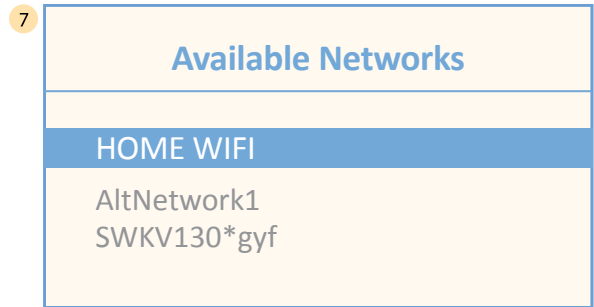 7
Available Networks
HOME WIFI
AltNetwork1
SWKV130*gyf